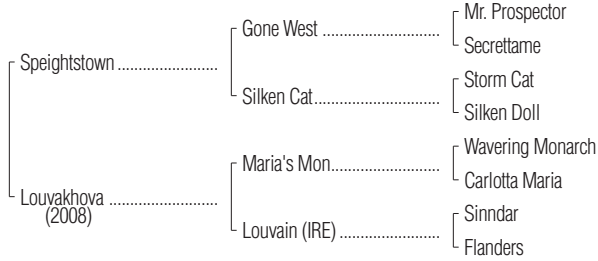 Mr. Prospector
Gone West ........................
Secrettame
Speightstown ........................
Storm Cat
Silken Cat..........................
Silken Doll
Wavering Monarch
Maria's Mon......................
Carlotta Maria
Louvakhova ........................
(2008)
Sinndar
Louvain (IRE) .....................
Flanders